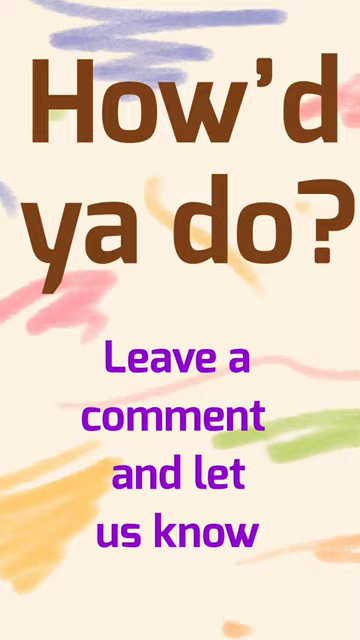 How’d
ya do?
Leave a
comment
and let
us know